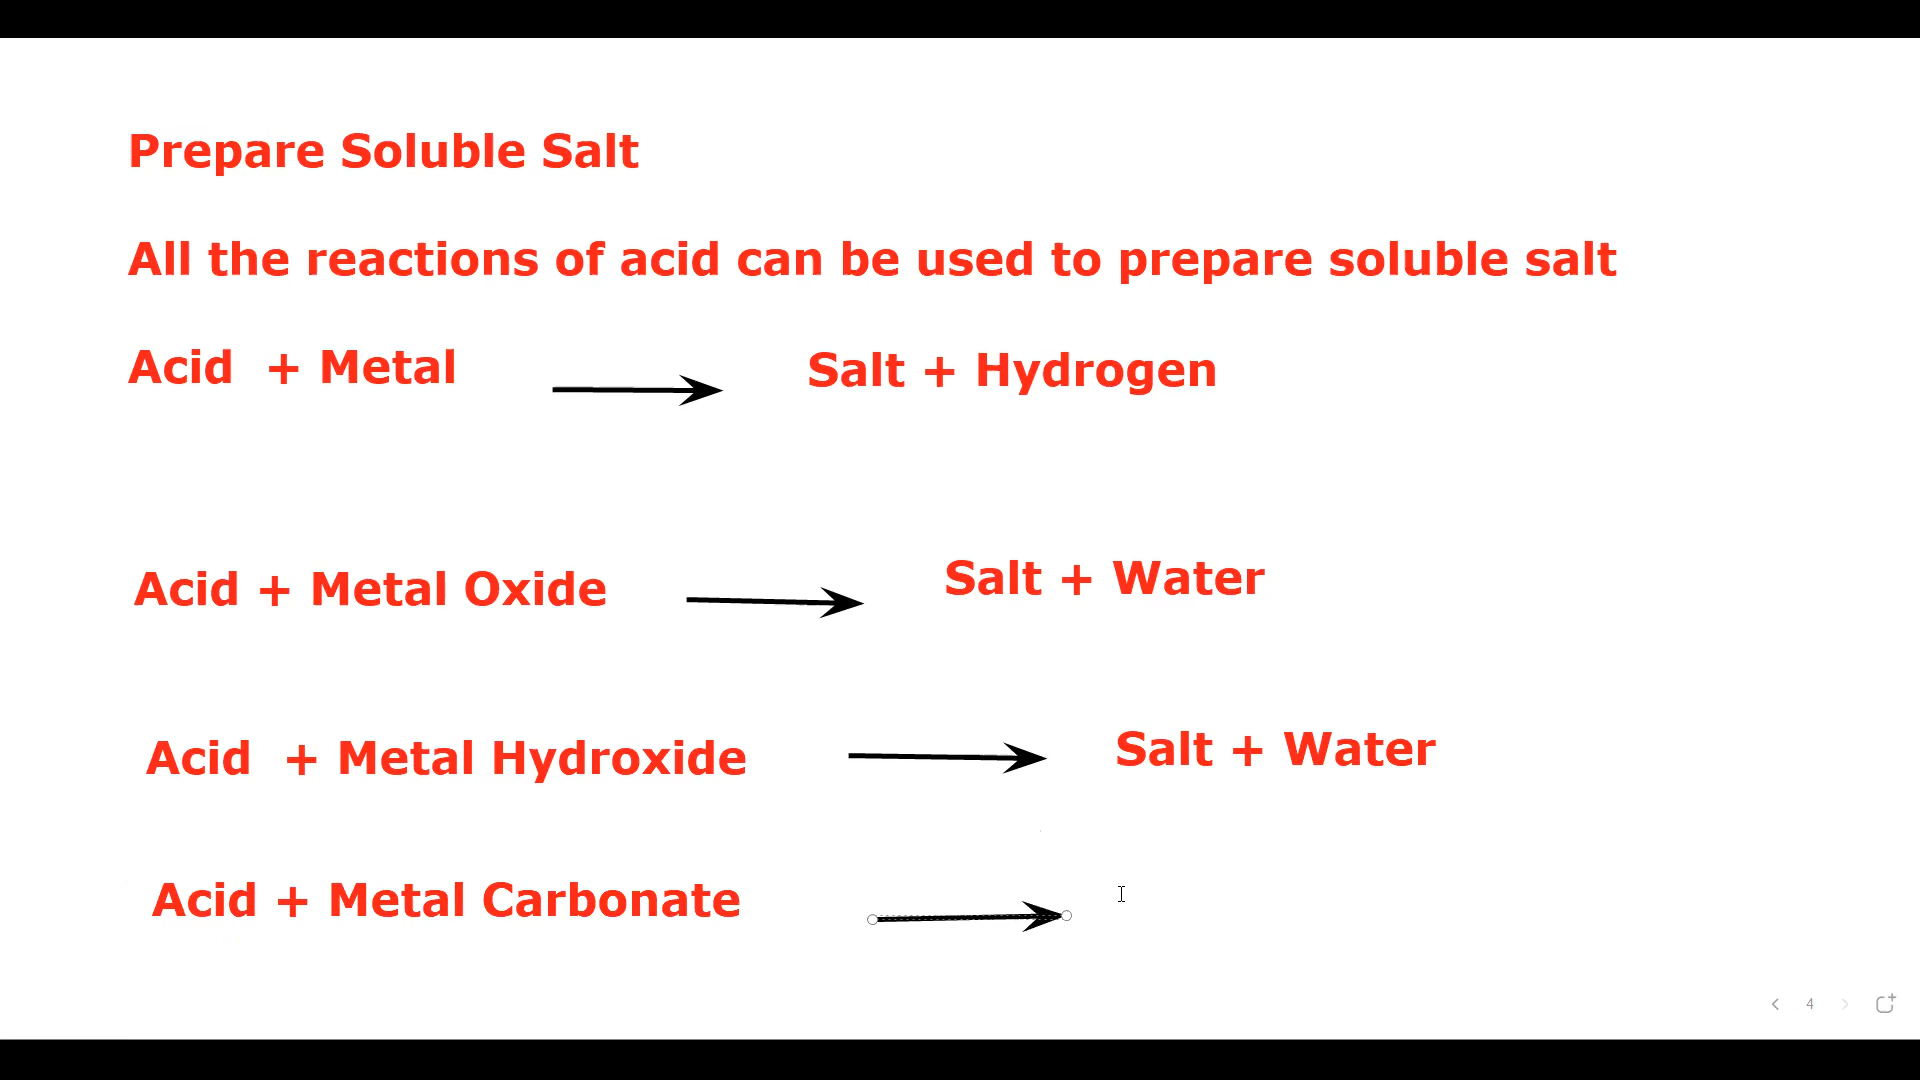 Prepare Soluble Salt
All the reactions of acid can be used to prepare soluble salt
Acid + Metal Salt + Hydrogen
Acid + Metal Oxide Salt + Water
Acid + Metal Hydroxide Salt + Water
Acid + Metal Carbonate
4